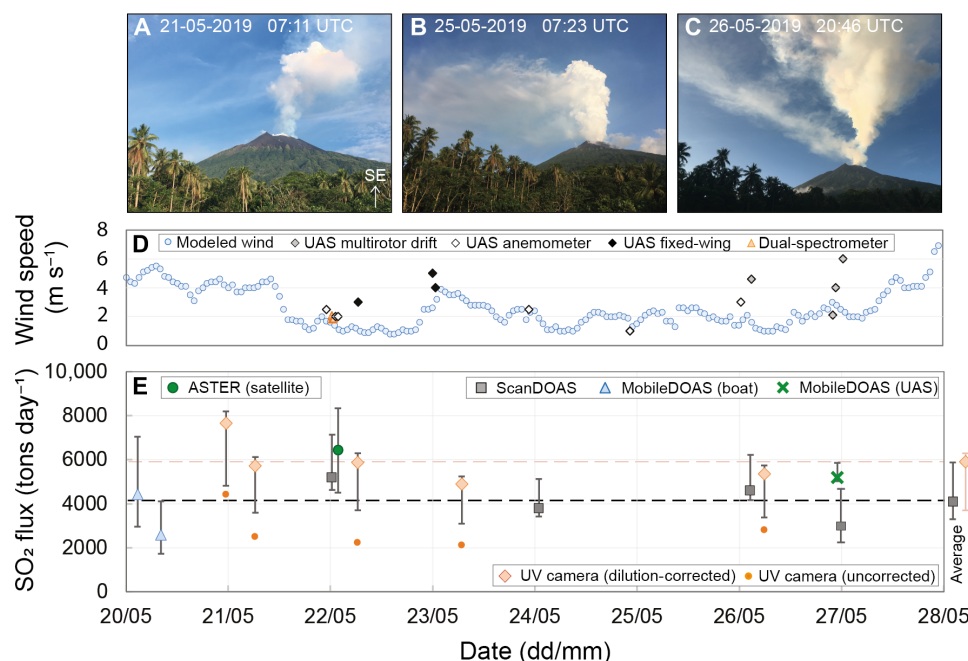 A 21-05-2019 07:11 UTC
B 25-05-2019 07:23 UTC
C 26-05-2019 20:46 UTC
SE
D
Modeled wind
UAS multirotor drift
UAS anemometer
UAS fixed-wing
Dual-spectrometer
Wind speed
(m s⁻¹)
8
6
4
2
0
E
ASTER (satellite)
ScanDOAS
MobileDOAS (boat)
MobileDOAS (UAS)
SO₂ flux (tons day⁻¹)
10,000
8000
6000
4000
2000
0
UV camera (dilution-corrected)
UV camera (uncorrected)
Average
20/05
21/05
22/05
23/05
24/05
25/05
26/05
27/05
28/05
Date (dd/mm)